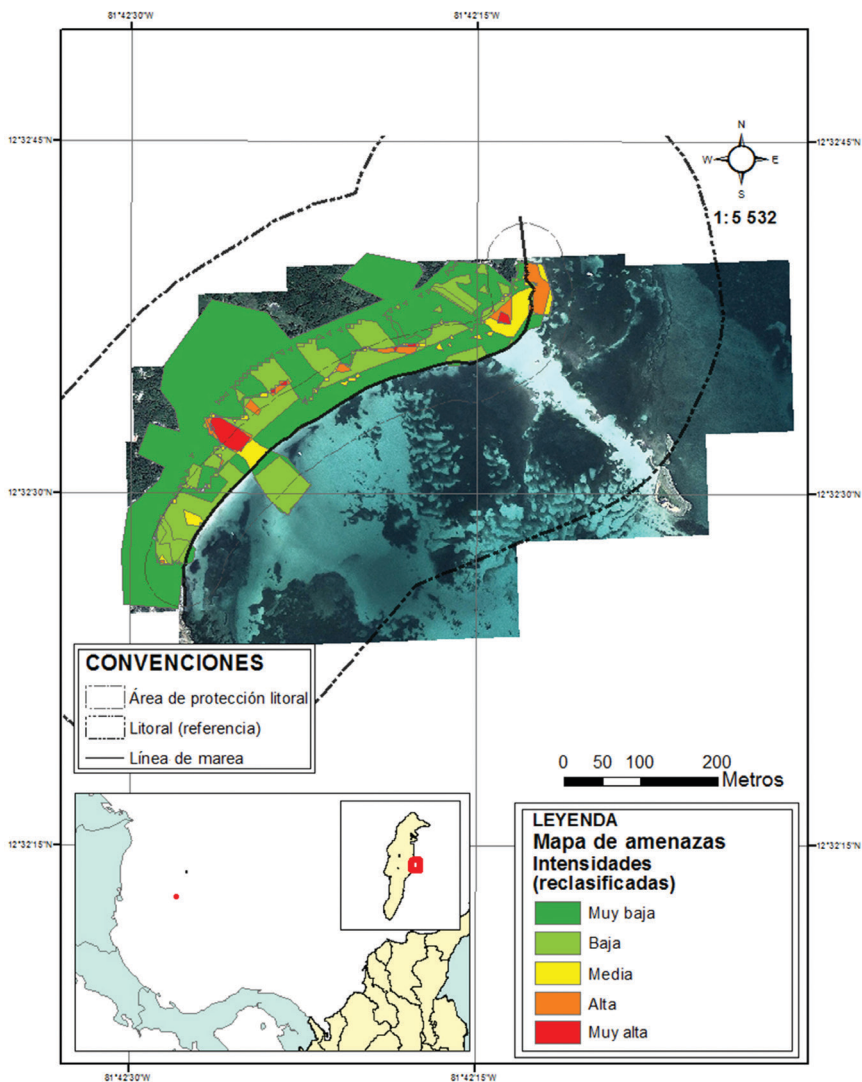 81°42'30"W
81°42'15"W
12°32'45"N
12°32'45"N
N
W
E
S
1:5 532
12°32'30"N
12°32'30"N
CONVENCIONES
Área de protección litoral
Litoral (referencia)
Línea de marea
0 50 100 200
Metros
12°32'15"N
12°32'15"N
LEYENDA
Mapa de amenazas
Intensidades
(reclasificadas)
Muy baja
Baja
Media
Alta
Muy alta
81°42'30"W
81°42'15"W